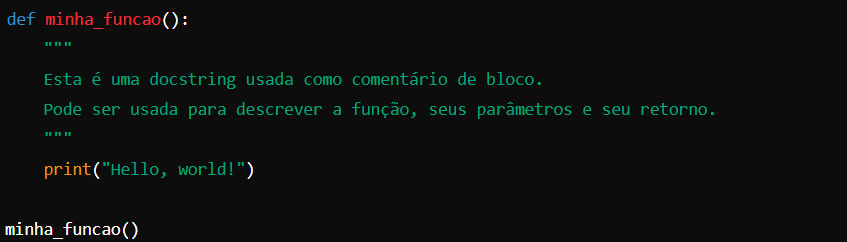 def minha_funcao():
    """
    Esta é uma docstring usada como comentário de bloco.
    Pode ser usada para descrever a função, seus parâmetros e seu retorno.
    """
    print("Hello, world!")
minha_funcao()